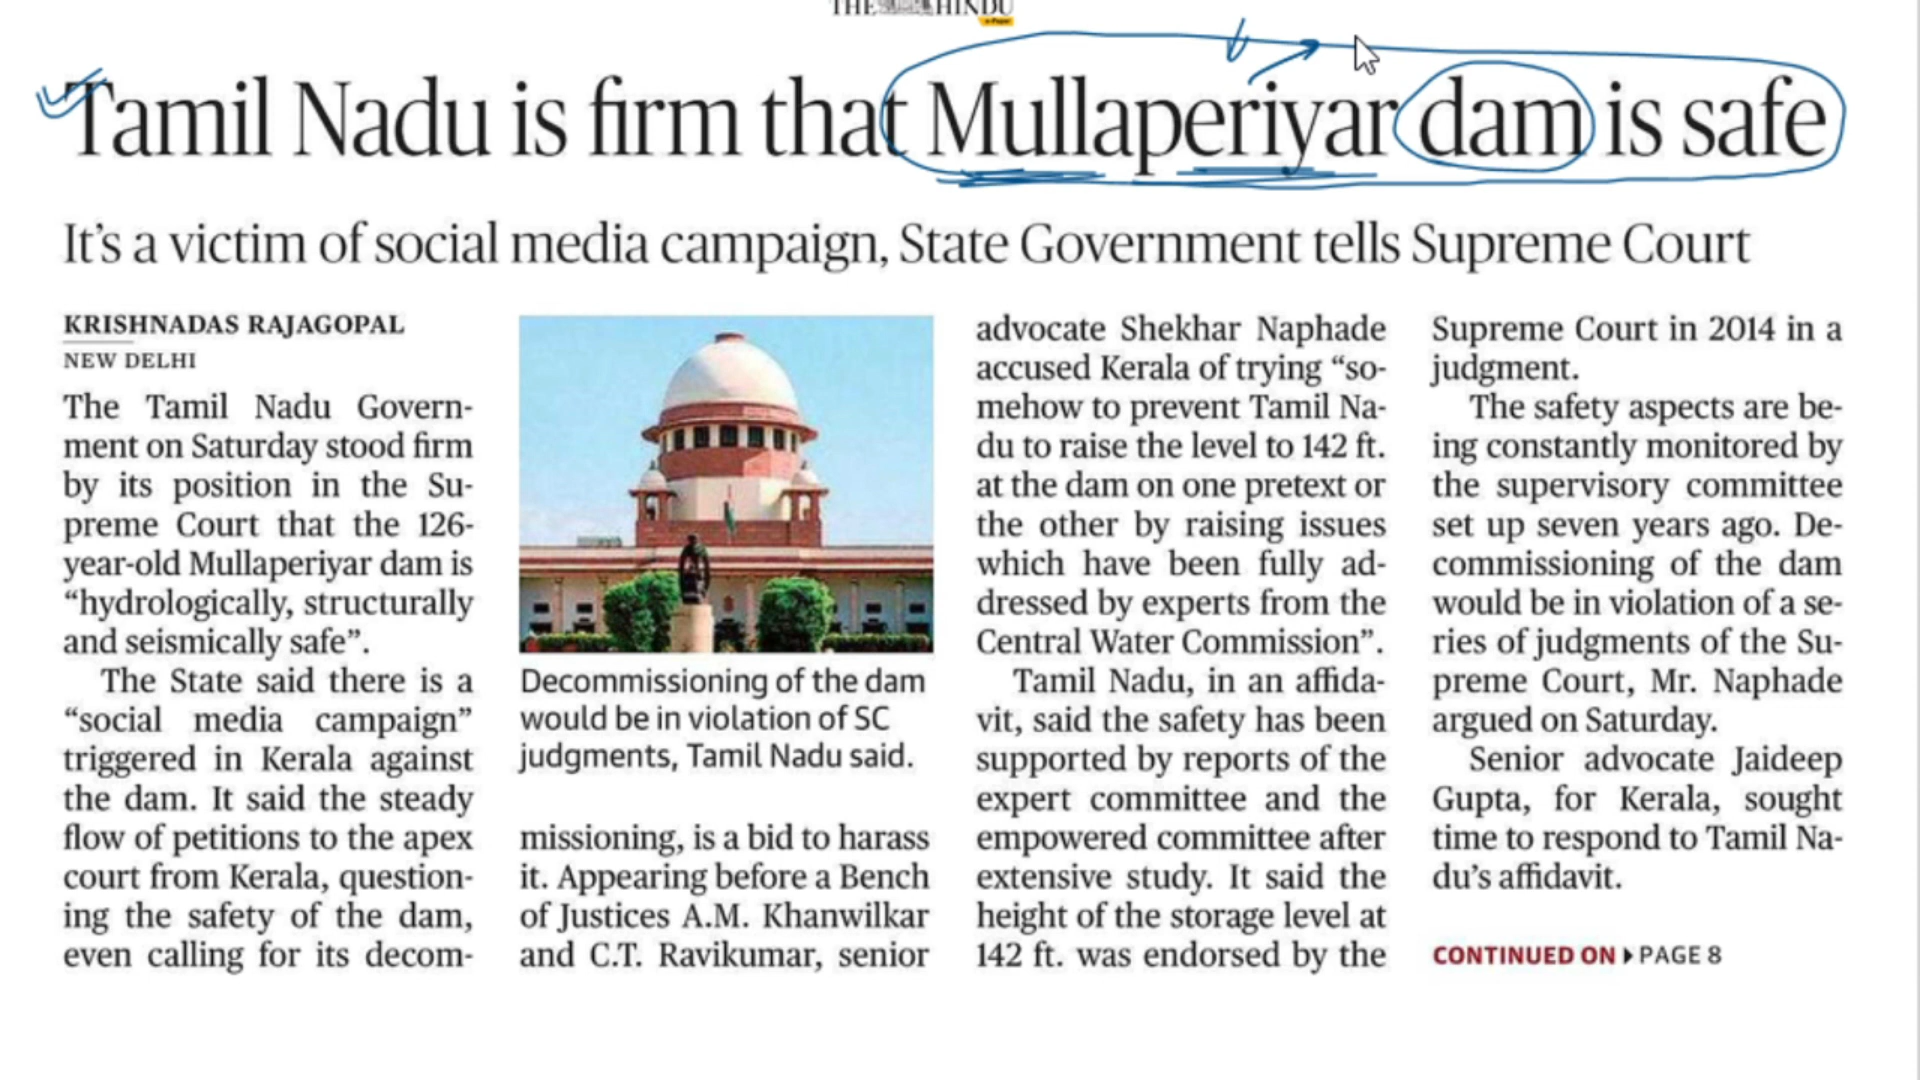 THE HINDU
e-Paper
Tamil Nadu is firm that Mullaperiyar dam is safe
It’s a victim of social media campaign, State Government tells Supreme Court
KRISHNADAS RAJAGOPAL
NEW DELHI
The Tamil Nadu Govern-
ment on Saturday stood firm
by its position in the Su-
preme Court that the 126-
year-old Mullaperiyar dam is
“hydrologically, structurally
and seismically safe”.
The State said there is a
“social media campaign”
triggered in Kerala against
the dam. It said the steady
flow of petitions to the apex
court from Kerala, question-
ing the safety of the dam,
even calling for its decom-
Decommissioning of the dam
would be in violation of SC
judgments, Tamil Nadu said.
missioning, is a bid to harass
it. Appearing before a Bench
of Justices A.M. Khanwilkar
and C.T. Ravikumar, senior
advocate Shekhar Naphade
accused Kerala of trying “so-
mehow to prevent Tamil Na-
du to raise the level to 142 ft.
at the dam on one pretext or
the other by raising issues
which have been fully ad-
dressed by experts from the
Central Water Commission”.
Tamil Nadu, in an affida-
vit, said the safety has been
supported by reports of the
expert committee and the
empowered committee after
extensive study. It said the
height of the storage level at
142 ft. was endorsed by the
Supreme Court in 2014 in a
judgment.
The safety aspects are be-
ing constantly monitored by
the supervisory committee
set up seven years ago. De-
commissioning of the dam
would be in violation of a se-
ries of judgments of the Su-
preme Court, Mr. Naphade
argued on Saturday.
Senior advocate Jaideep
Gupta, for Kerala, sought
time to respond to Tamil Na-
du’s affidavit.
CONTINUED ON PAGE 8